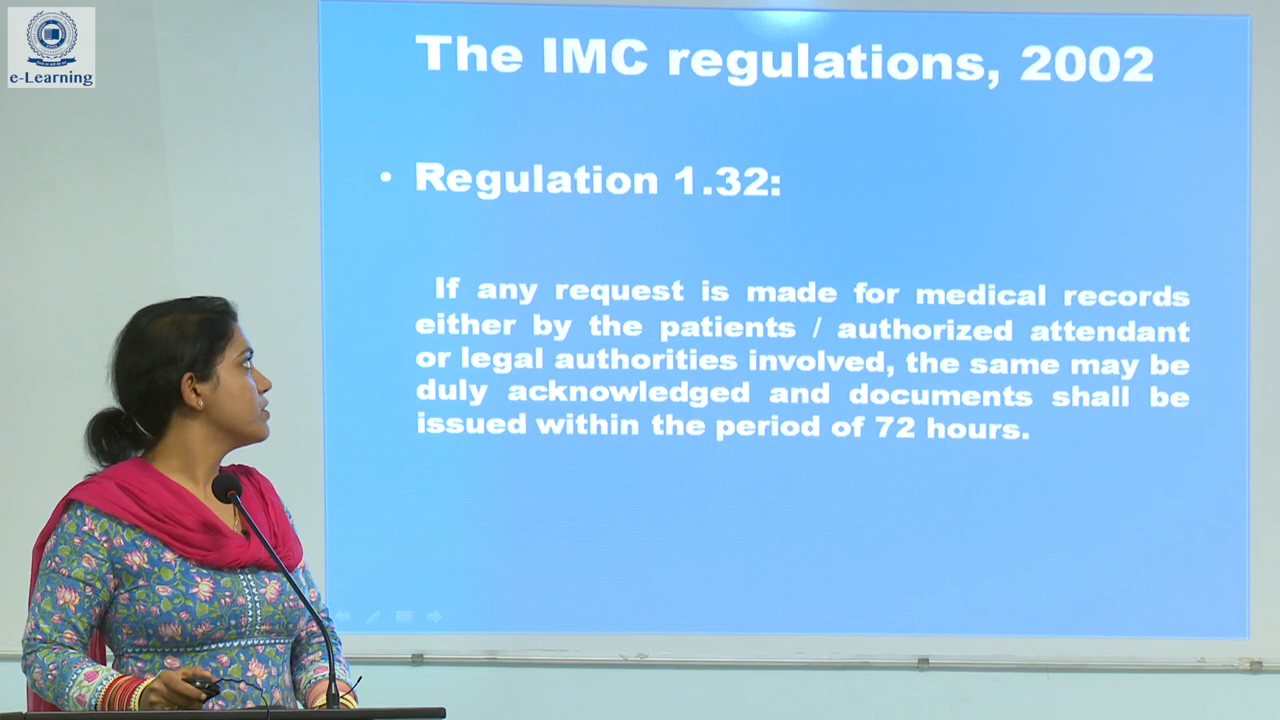 e-Learning
The IMC regulations, 2002
• Regulation 1.32:
If any request is made for medical records
either by the patients / authorized attendant
or legal authorities involved, the same may be
duly acknowledged and documents shall be
issued within the period of 72 hours.